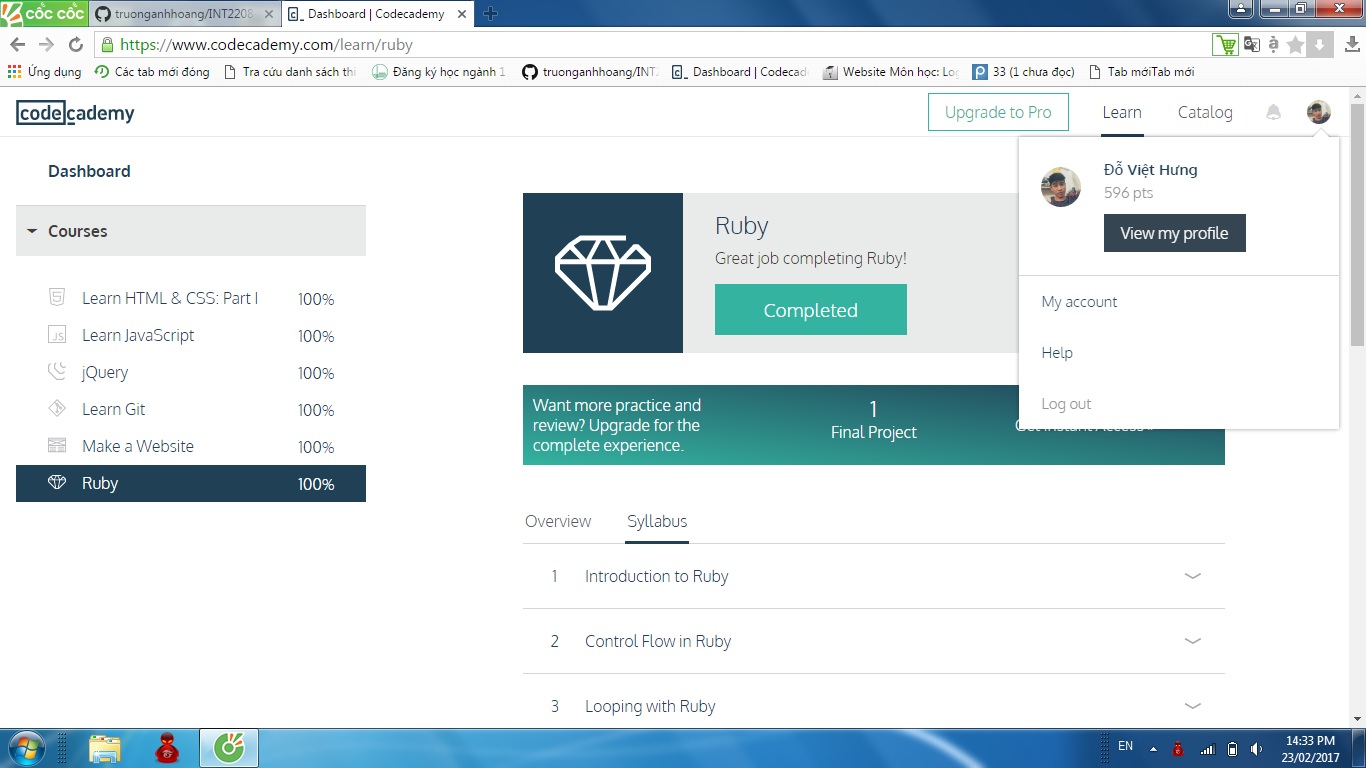 cốc cốc
truonganhhoang/INT2208
Dashboard | Codecademy
https://www.codecademy.com/learn/ruby
Ứng dụng
Các tab mới đóng
Tra cứu danh sách thi
Đăng ký học ngành 1
truonganhhoang/INT2
Dashboard | Codecad
Website Môn học: Lo
33 (1 chưa đọc)
Tab mớiTab mới
codecademy
Upgrade to Pro
Learn
Catalog
Dashboard
Courses
Learn HTML & CSS: Part I 100%
JS Learn JavaScript 100%
jQuery 100%
Learn Git 100%
Make a Website 100%
Ruby 100%
Ruby
Great job completing Ruby!
Completed
Đỗ Việt Hưng
596 pts
View my profile
My account
Help
Log out
Want more practice and
review? Upgrade for the
complete experience.
1
Final Project
Get Instant Access »
Overview
Syllabus
1 Introduction to Ruby
2 Control Flow in Ruby
3 Looping with Ruby
EN
14:33 PM
23/02/2017